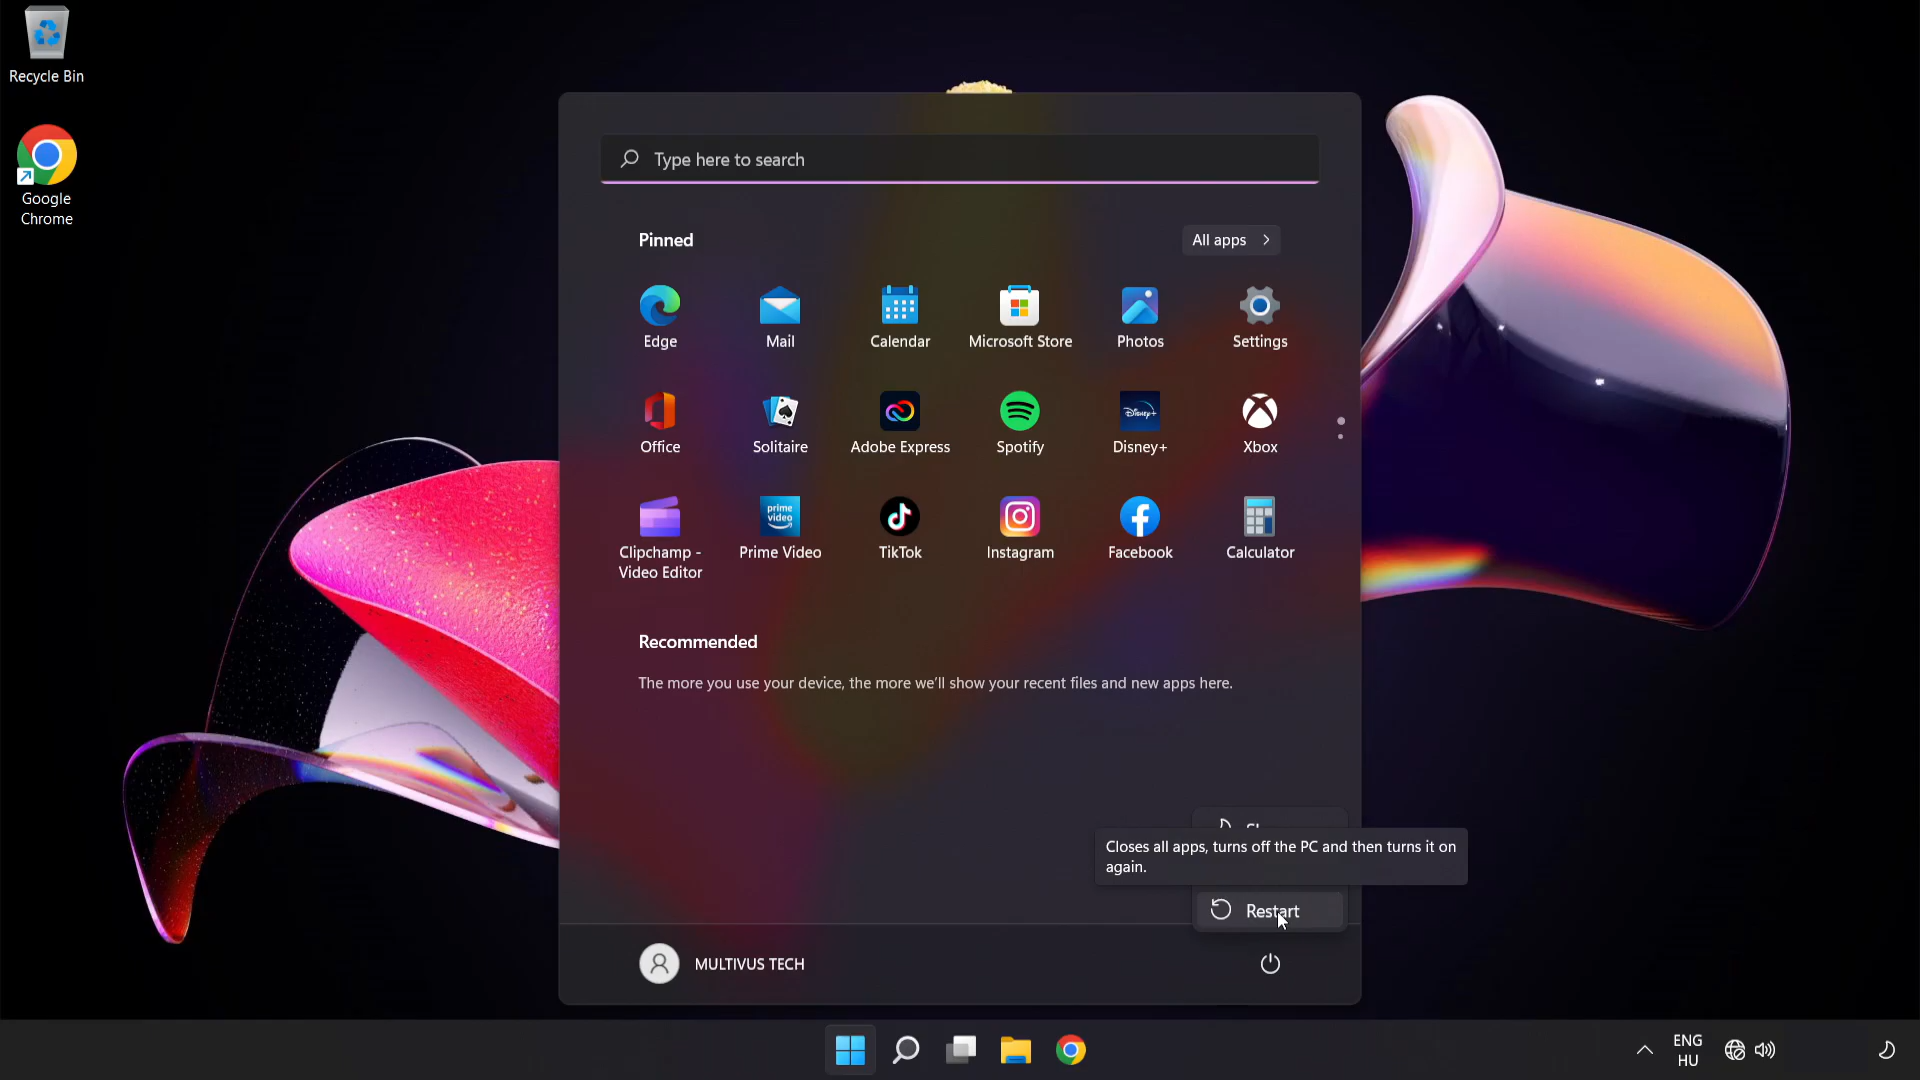 Recycle Bin
Google
Chrome
Type here to search
Pinned
All apps
Edge
Mail
Calendar
Microsoft Store
Photos
Settings
Office
Solitaire
Adobe Express
Spotify
Disney+
Disney+
Xbox
prime
video
Clipchamp -
Video Editor
Prime Video
TikTok
Instagram
Facebook
Calculator
Recommended
The more you use your device, the more we'll show your recent files and new apps here.
Closes all apps, turns off the PC and then turns it on
again.
Restart
MULTIVUS TECH
ENG
HU